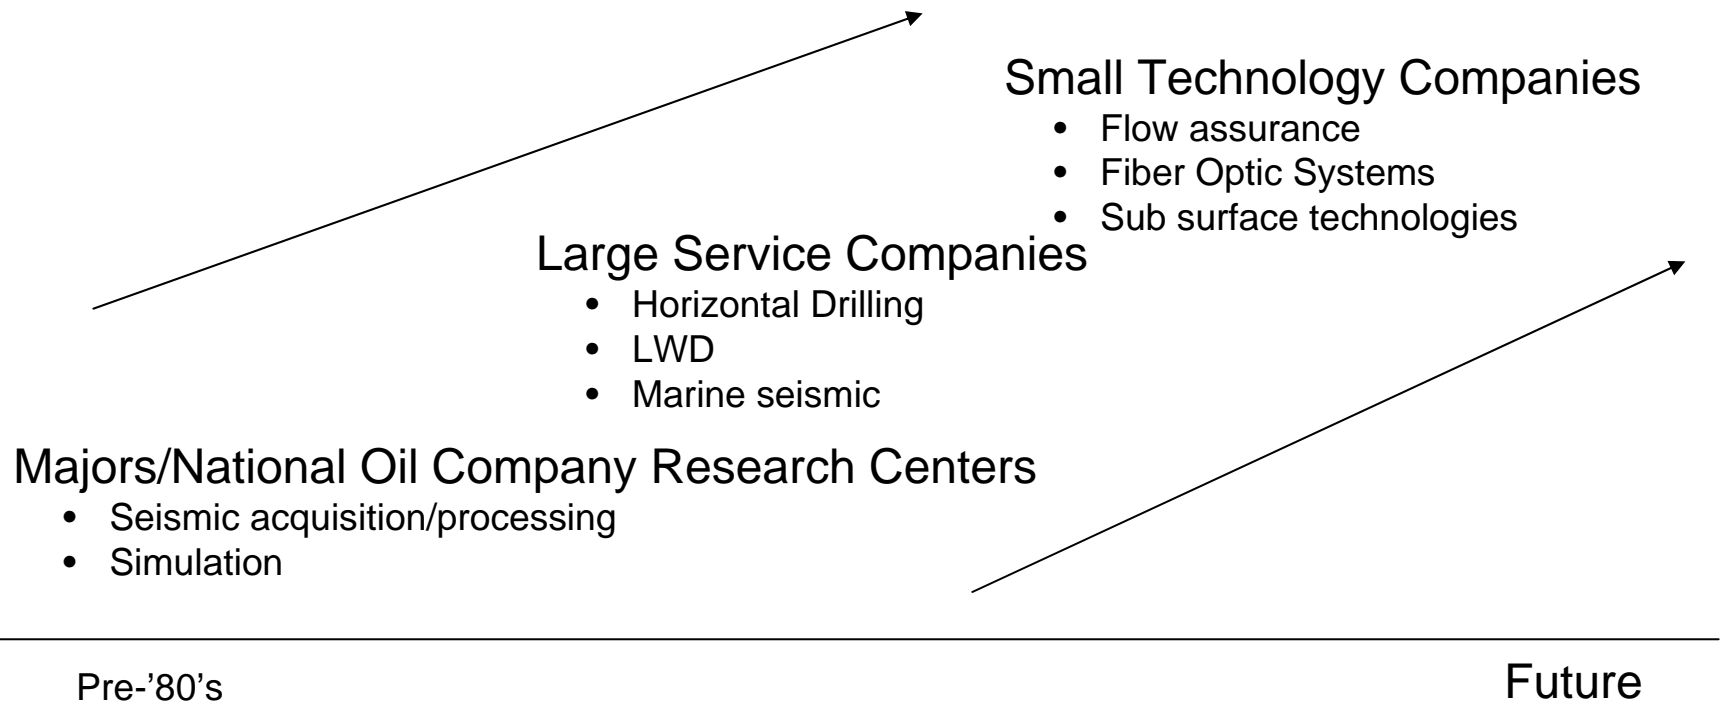 Small Technology Companies
• Flow assurance
• Fiber Optic Systems
• Sub surface technologies
Large Service Companies
• Horizontal Drilling
• LWD
• Marine seismic
Majors/National Oil Company Research Centers
• Seismic acquisition/processing
• Simulation
Pre-’80’s
Future